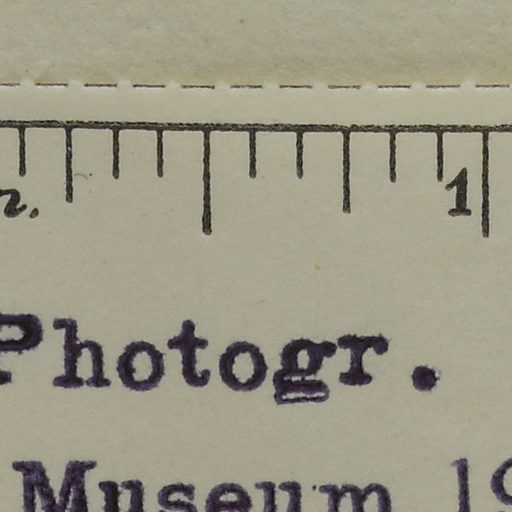 n. 1
Photogr.
Museum 19